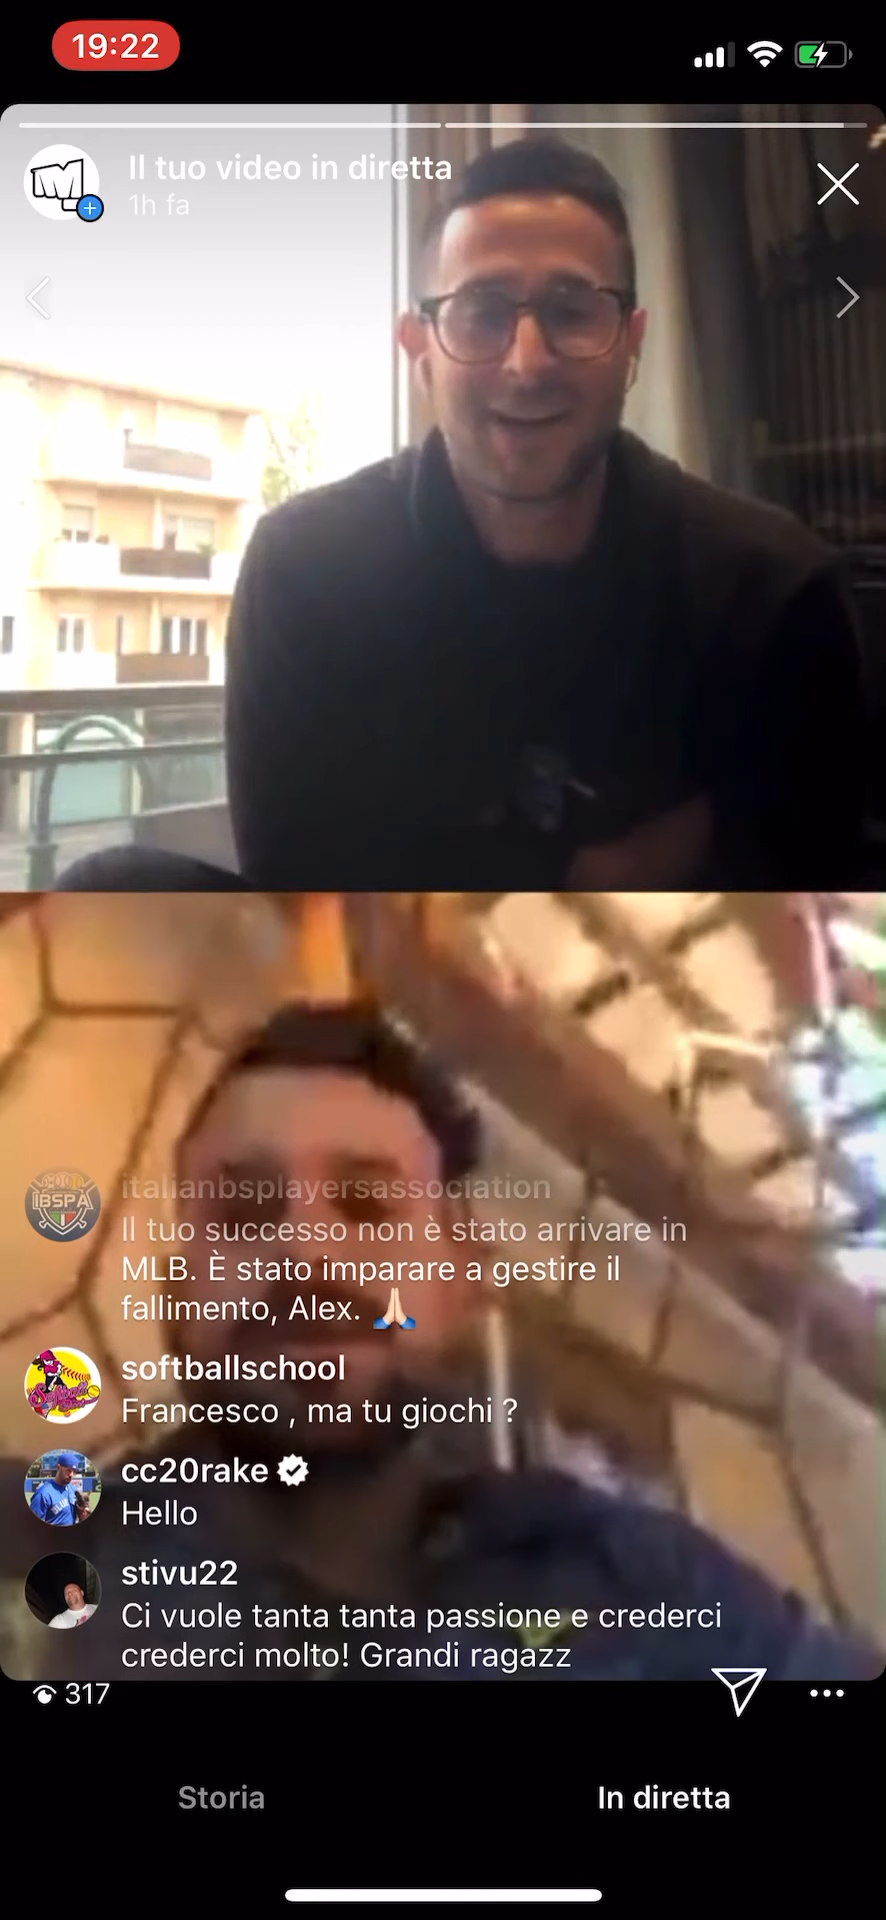 19:22
Il tuo video in diretta
1h fa
italianbsplayersassociation
Il tuo successo non è stato arrivare in
MLB. È stato imparare a gestire il
fallimento, Alex. 🙏🏻
IBSPA
softballschool
Francesco , ma tu giochi ?
cc20rake
Hello
stivu22
Ci vuole tanta tanta passione e crederci
crederci molto! Grandi ragazz
317
Storia
In diretta